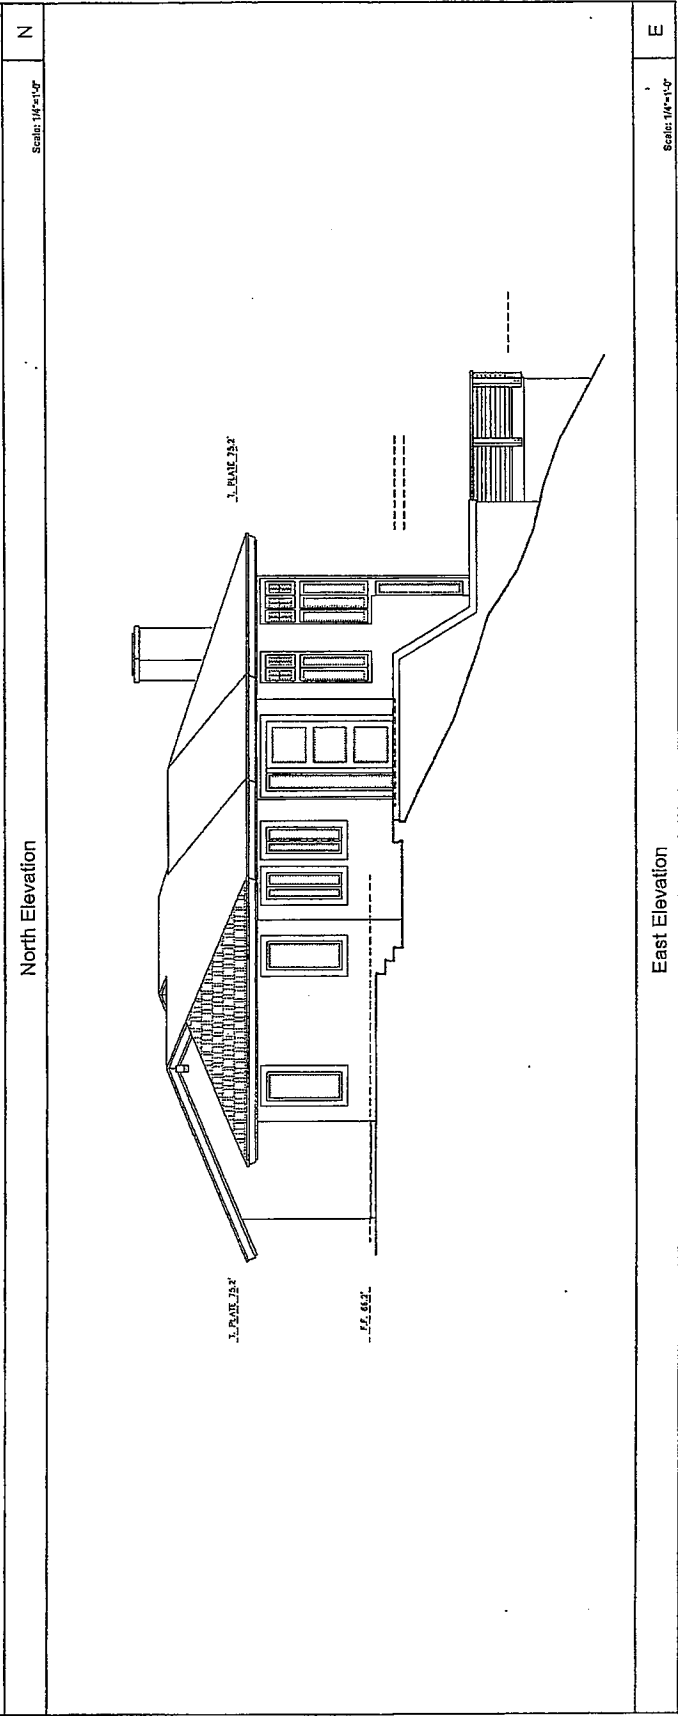 North Elevation
Scale: 1/4"=1'-0"
N
T. PLATE 75.2'
T. PLATE 75.2'
F.F. 66.2'
East Elevation
Scale: 1/4"=1'-0"
E